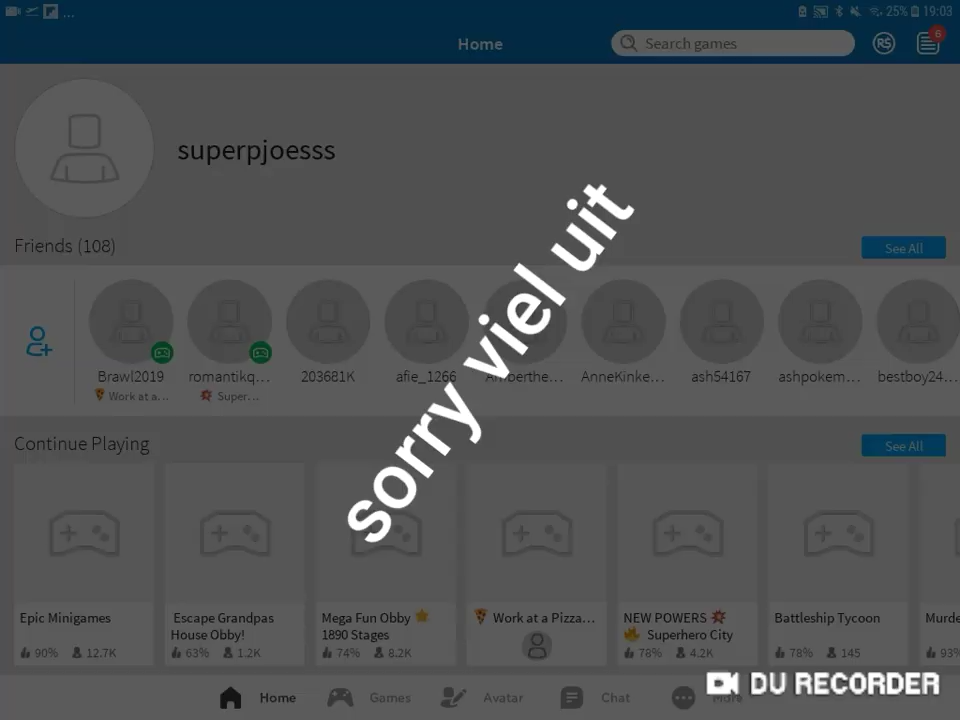 ... 25% 19:03
Home
Search games
RS
6
superpjoesss
Friends (108)
See All
Brawl2019
romantikq...
203681K
afie_1266
AnneKinke...
ash54167
ashpokem...
bestboy24...
Work at a...
Super...
sorry viel uit
Continue Playing
See All
Epic Minigames
90% 12.7K
Escape Grandpas
House Obby!
63% 1.2K
Mega Fun Obby ⭐
1890 Stages
74% 8.2K
🍕 Work at a Pizza...
NEW POWERS 💥
🔥 Superhero City
78% 4.2K
Battleship Tycoon
78% 145
Murde
93%
Home
Games
Avatar
Chat
More
DU RECORDER